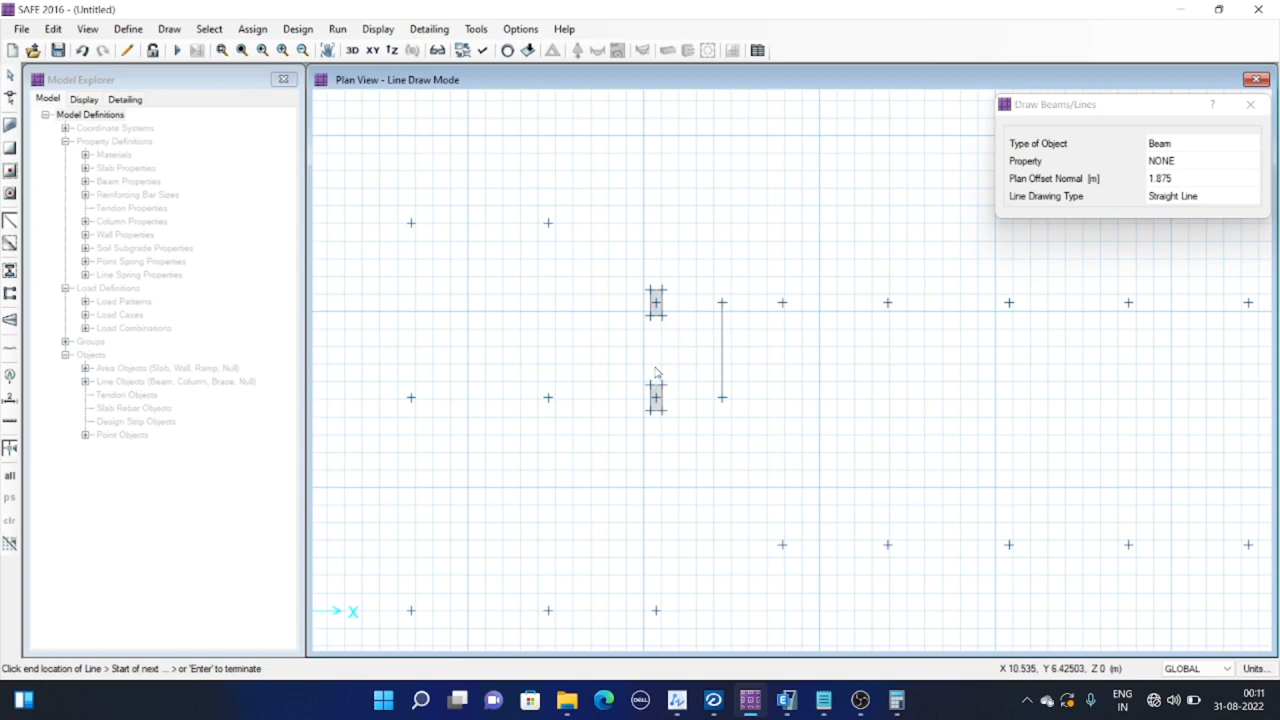 SAFE 2016 - (Untitled)
File Edit View Define Draw Select Assign Design Run Display Detailing Tools Options Help
3D XY
Model Explorer
Model Display Detailing
Model Definitions
Coordinate Systems
Property Definitions
Materials
Slab Properties
Beam Properties
Reinforcing Bar Sizes
Tendon Properties
Column Properties
Wall Properties
Soil Subgrade Properties
Point Spring Properties
Line Spring Properties
Load Definitions
Load Patterns
Load Cases
Load Combinations
Groups
Objects
Area Objects (Slab, Wall, Ramp, Null)
Line Objects (Beam, Column, Brace, Null)
Tendon Objects
Slab Rebar Objects
Design Strip Objects
Point Objects
all
ps
clr
Plan View - Line Draw Mode
X
Draw Beams/Lines ?
Type of Object Beam
Property NONE
Plan Offset Normal [m] 1.875
Line Drawing Type Straight Line
Click end location of Line > Start of next ... > or 'Enter' to terminate
X 10.535, Y 6.42503, Z 0 (m) GLOBAL Units...
DELL
ENG
IN
00:11
31-08-2022